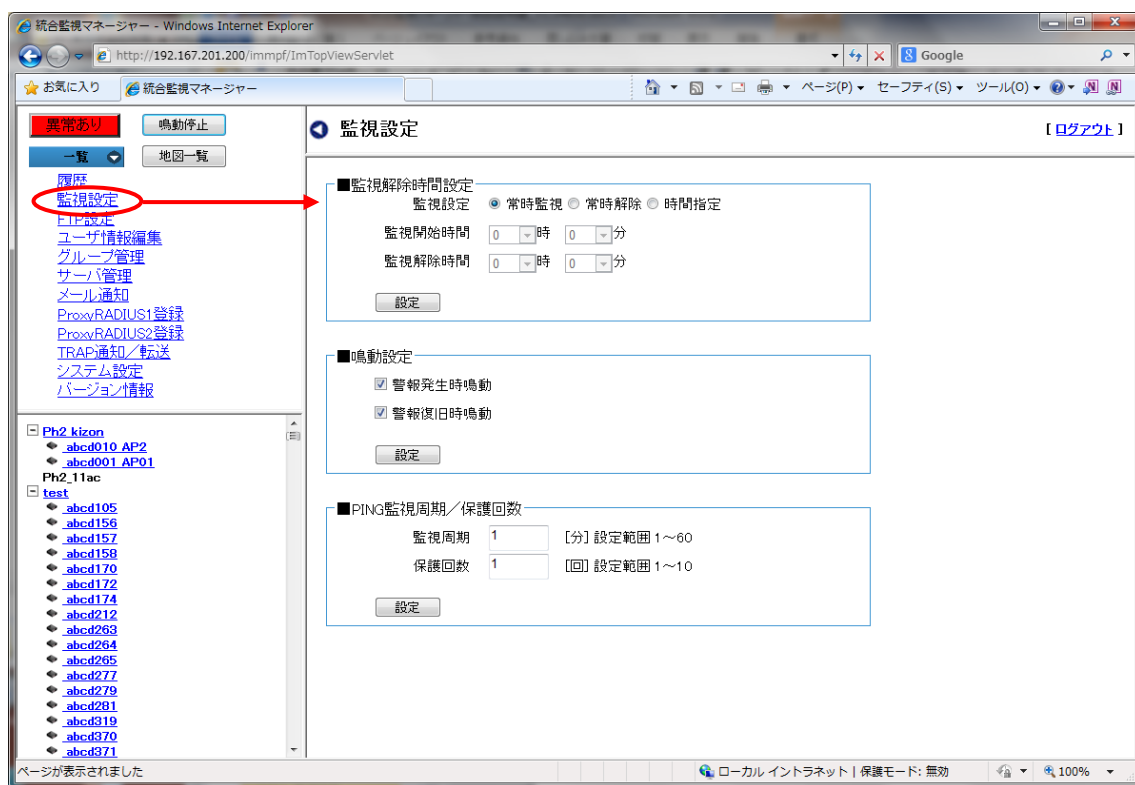 統合監視マネージャー - Windows Internet Explorer
http://192.167.201.200/immpf/ImTopViewServlet
Google
お気に入り
統合監視マネージャー
ページ(P)
セーフティ(S)
ツール(O)
異常あり
鳴動停止
一覧
地図一覧
履歴
監視設定
FTP設定
ユーザ情報編集
グループ管理
サーバ管理
メール通知
ProxyRADIUS1登録
ProxyRADIUS2登録
TRAP通知／転送
システム設定
バージョン情報
Ph2 kizon
abcd010 AP2
abcd001 AP01
Ph2_11ac
test
abcd105
abcd156
abcd157
abcd158
abcd170
abcd172
abcd174
abcd212
abcd263
abcd264
abcd265
abcd277
abcd279
abcd281
abcd319
abcd370
abcd371
監視設定
[ ログアウト ]
■監視解除時間設定
監視設定 常時監視 常時解除 時間指定
監視開始時間 0 時 0 分
監視解除時間 0 時 0 分
設定
■鳴動設定
警報発生時鳴動
警報復旧時鳴動
設定
■PING監視周期／保護回数
監視周期 1 [分] 設定範囲 1～60
保護回数 1 [回] 設定範囲 1～10
設定
ページが表示されました
ローカル イントラネット | 保護モード: 無効
100%